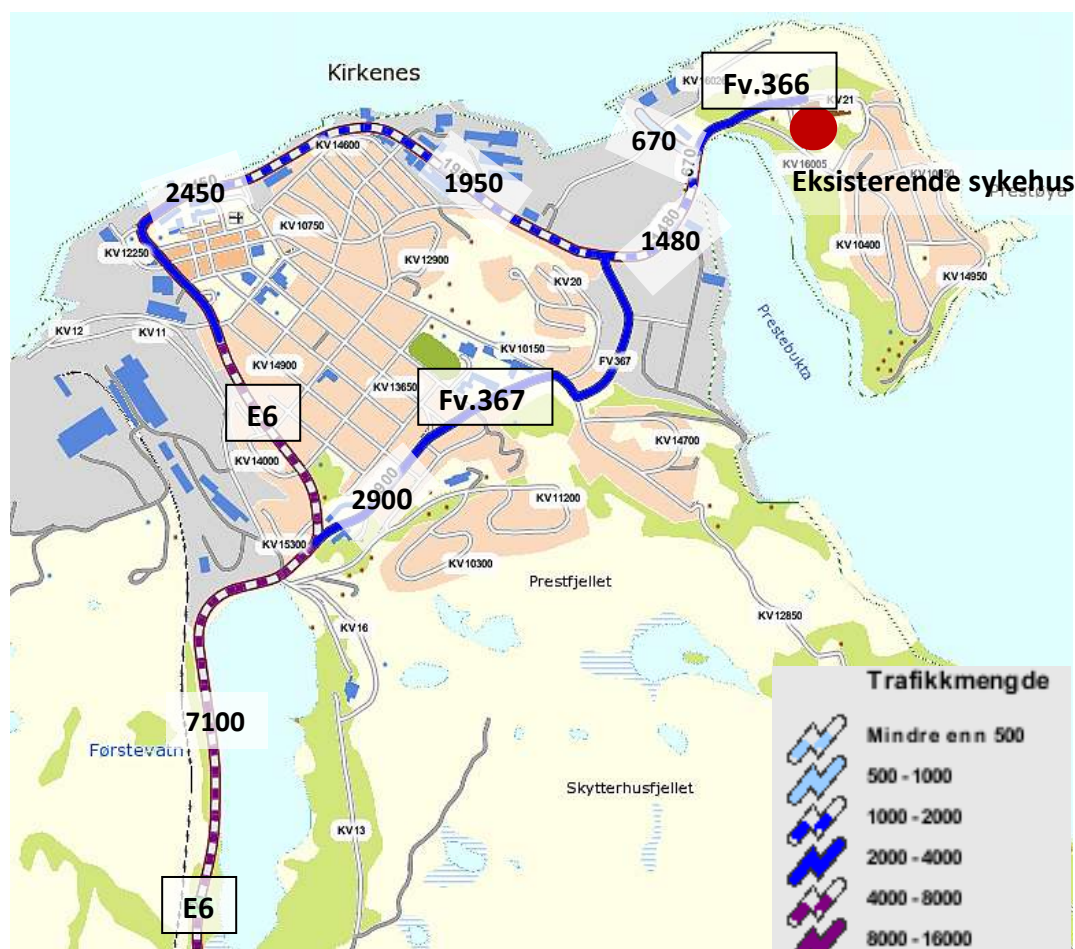 Kirkenes
Fv.366
KV21
670
670
KV14600
KV16005
1950
2450
Eksisterende sykehus
Prestøya
KV10750
1480
KV12250
KV12900
KV10400
KV20
KV14950
KV12
KV11
Prestebukta
KV10150
FV367
KV14900
KV13650
Fv.367
E6
KV14700
KV14000
2900
KV11200
KV15300
KV10300
Prestfjellet
KV12850
KV16
Trafikkmengde
7100
Mindre enn 500
Førstevatn
500 - 1000
Skytterhusfjellet
1000 - 2000
KV13
2000 - 4000
4000 - 8000
E6
8000 - 16000